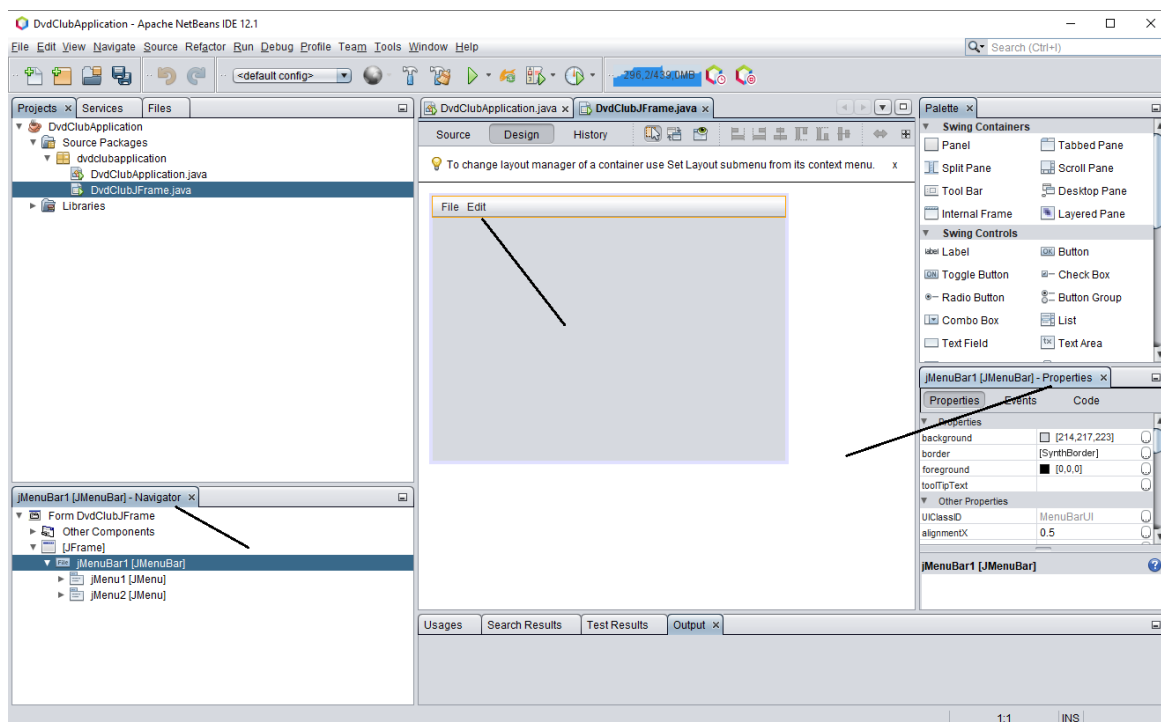 DvdClubApplication - Apache NetBeans IDE 12.1
File Edit View Navigate Source Refactor Run Debug Profile Team Tools Window Help
Search (Ctrl+I)
<default config>
296,2/439,0MB
Projects Services Files
DvdClubApplication
Source Packages
dvdclubapplication
DvdClubApplication.java
DvdClubJFrame.java
Libraries
DvdClubApplication.java DvdClubJFrame.java
Source Design History
To change layout manager of a container use Set Layout submenu from its context menu. x
File Edit
Palette
Swing Containers
Panel Tabbed Pane
Split Pane Scroll Pane
Tool Bar Desktop Pane
Internal Frame Layered Pane
Swing Controls
label Label OK Button
ON Toggle Button Check Box
Radio Button Button Group
Combo Box List
Text Field tx Text Area
jMenuBar1 [JMenuBar] - Properties
Properties Events Code
Properties
background [214,217,223]
border [SynthBorder]
foreground [0,0,0]
toolTipText
Other Properties
UIClassID MenuBarUI
alignmentX 0.5
jMenuBar1 [JMenuBar]
jMenuBar1 [JMenuBar] - Navigator
Form DvdClubJFrame
Other Components
[JFrame]
File jMenuBar1 [JMenuBar]
jMenu1 [JMenu]
jMenu2 [JMenu]
Usages Search Results Test Results Output
1:1 INS